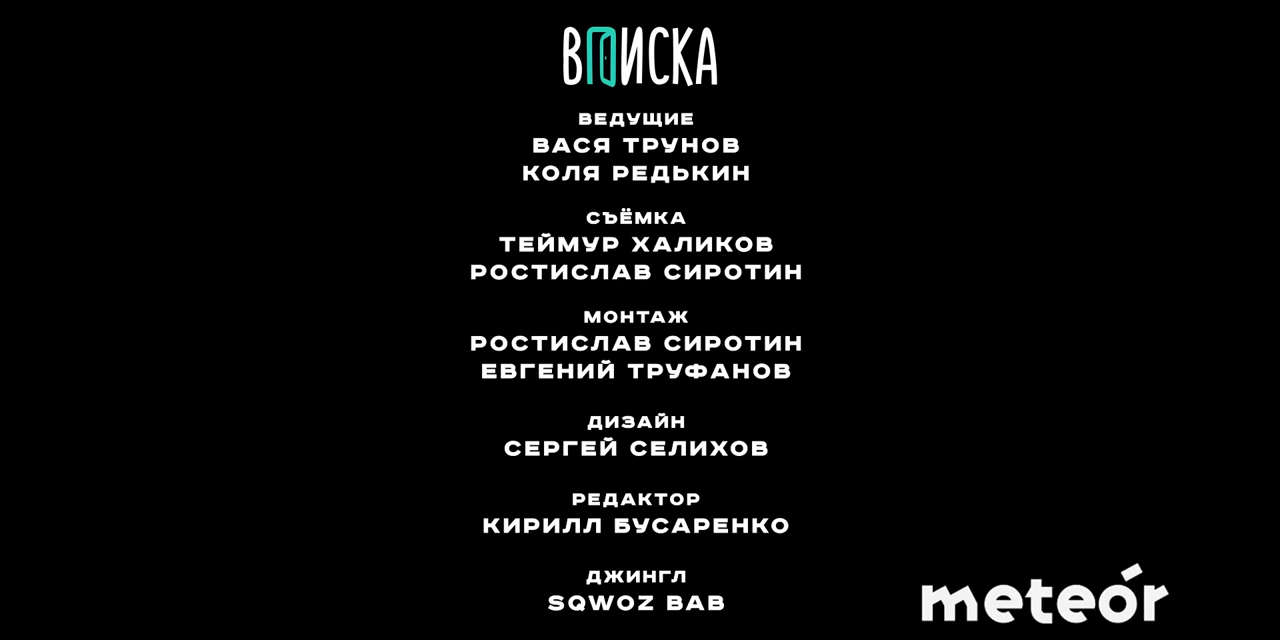 ВПИСКА
ВЕДУЩИЕ
ВАСЯ ТРУНОВ
КОЛЯ РЕДЬКИН
СЪЁМКА
ТЕЙМУР ХАЛИКОВ
РОСТИСЛАВ СИРОТИН
МОНТАЖ
РОСТИСЛАВ СИРОТИН
ЕВГЕНИЙ ТРУФАНОВ
ДИЗАЙН
СЕРГЕЙ СЕЛИХОВ
РЕДАКТОР
КИРИЛЛ БУСАРЕНКО
ДЖИНГЛ
SQWOZ BAB
meteór